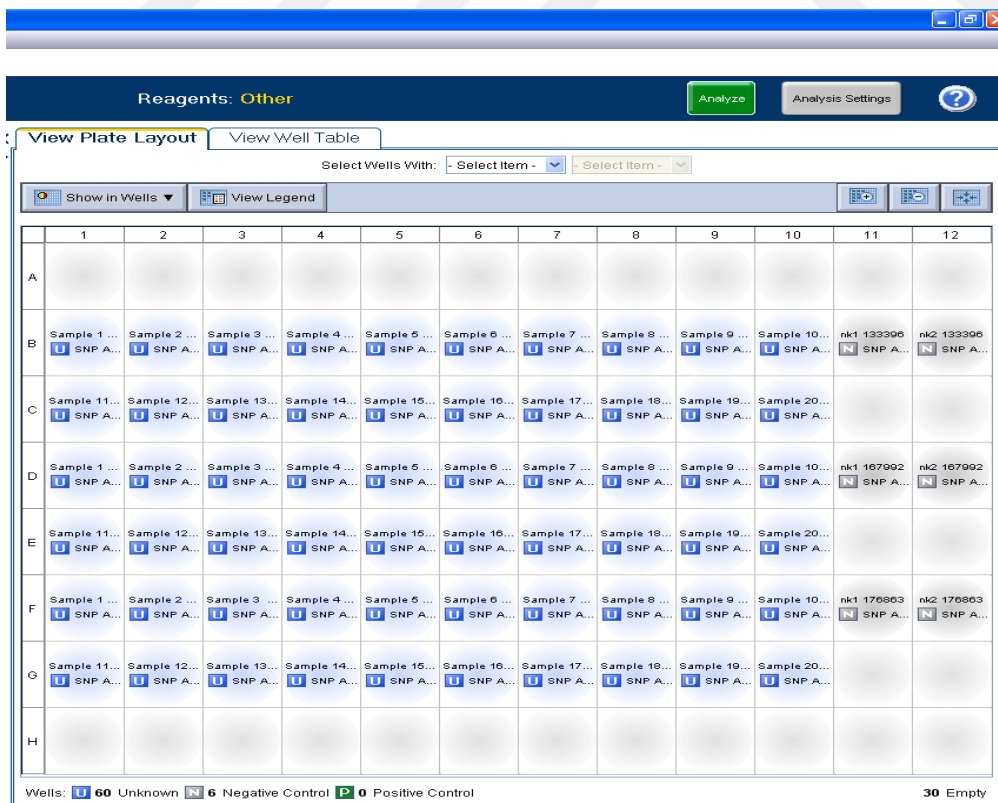 Reagents: Other
Analyze
Analysis Settings
?
View Plate Layout
View Well Table
Select Wells With: - Select Item - - Select Item -
Show in Wells ▼
View Legend
1 2 3 4 5 6 7 8 9 10 11 12
A
Sample 1 ... Sample 2 ... Sample 3 ... Sample 4 ... Sample 5 ... Sample 6 ... Sample 7 ... Sample 8 ... Sample 9 ... Sample 10... nk1 133396 nk2 133396
B U SNP A... U SNP A... U SNP A... U SNP A... U SNP A... U SNP A... U SNP A... U SNP A... U SNP A... U SNP A... N SNP A... N SNP A...
Sample 11... Sample 12... Sample 13... Sample 14... Sample 15... Sample 16... Sample 17... Sample 18... Sample 19... Sample 20...
C U SNP A... U SNP A... U SNP A... U SNP A... U SNP A... U SNP A... U SNP A... U SNP A... U SNP A... U SNP A...
Sample 1 ... Sample 2 ... Sample 3 ... Sample 4 ... Sample 5 ... Sample 6 ... Sample 7 ... Sample 8 ... Sample 9 ... Sample 10... nk1 167992 nk2 167992
D U SNP A... U SNP A... U SNP A... U SNP A... U SNP A... U SNP A... U SNP A... U SNP A... U SNP A... U SNP A... N SNP A... N SNP A...
Sample 11... Sample 12... Sample 13... Sample 14... Sample 15... Sample 16... Sample 17... Sample 18... Sample 19... Sample 20...
E U SNP A... U SNP A... U SNP A... U SNP A... U SNP A... U SNP A... U SNP A... U SNP A... U SNP A... U SNP A...
Sample 1 ... Sample 2 ... Sample 3 ... Sample 4 ... Sample 5 ... Sample 6 ... Sample 7 ... Sample 8 ... Sample 9 ... Sample 10... nk1 176863 nk2 176863
F U SNP A... U SNP A... U SNP A... U SNP A... U SNP A... U SNP A... U SNP A... U SNP A... U SNP A... U SNP A... N SNP A... N SNP A...
Sample 11... Sample 12... Sample 13... Sample 14... Sample 15... Sample 16... Sample 17... Sample 18... Sample 19... Sample 20...
G U SNP A... U SNP A... U SNP A... U SNP A... U SNP A... U SNP A... U SNP A... U SNP A... U SNP A... U SNP A...
H
Wells: U 60 Unknown N 6 Negative Control P 0 Positive Control 30 Empty